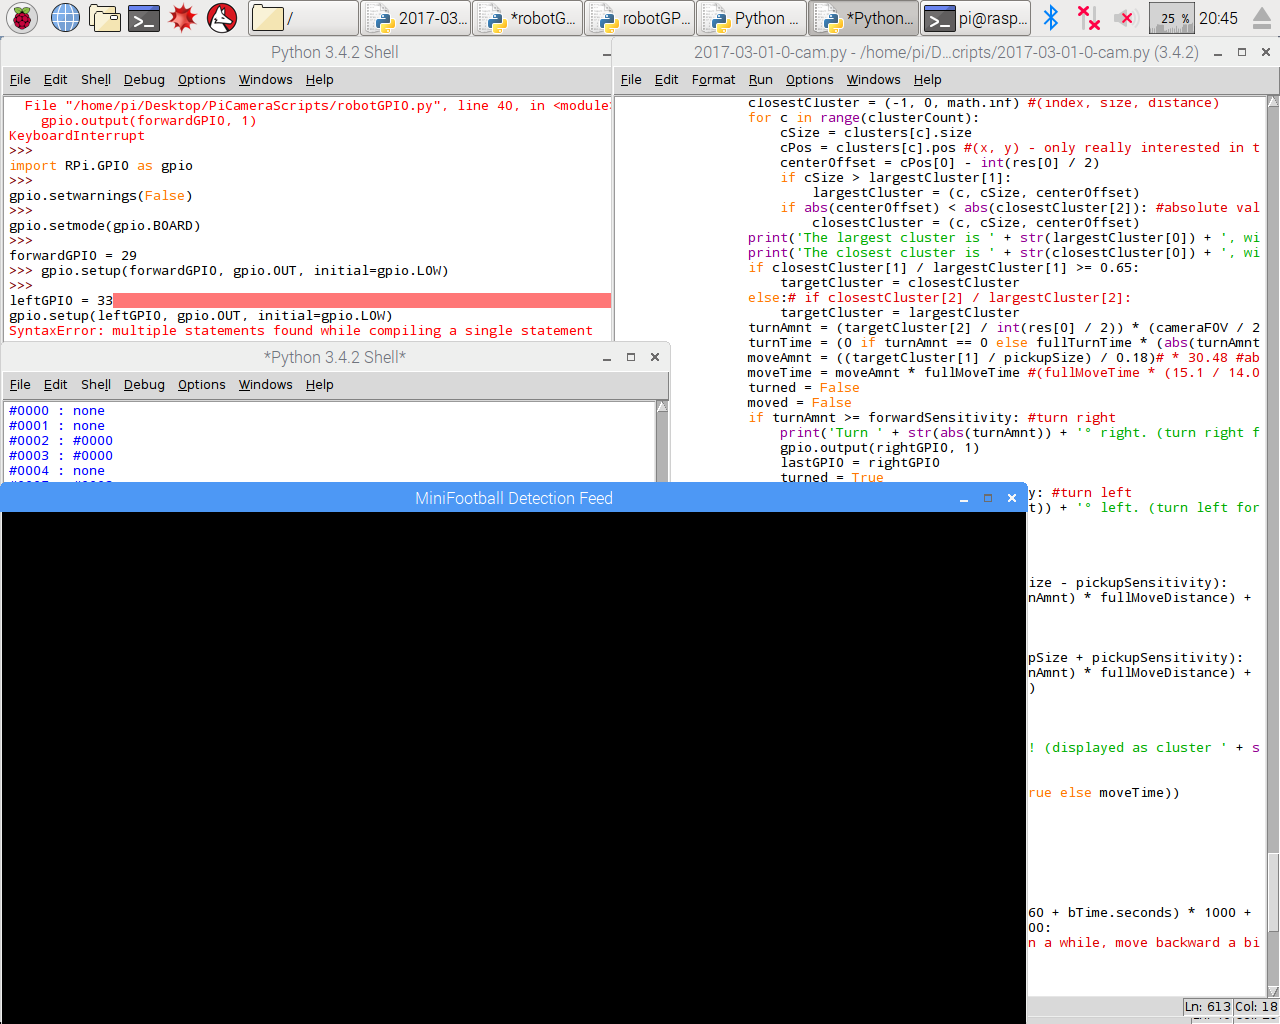 /
2017-03...
*robotG...
robotGP...
Python ...
*Python...
pi@rasp...
25 %
20:45
Python 3.4.2 Shell
File Edit Shell Debug Options Windows Help
  File "/home/pi/Desktop/PiCameraScripts/robotGPIO.py", line 40, in <module
    gpio.output(forwardGPIO, 1)
KeyboardInterrupt
>>>
import RPi.GPIO as gpio
>>>
gpio.setwarnings(False)
>>>
gpio.setmode(gpio.BOARD)
>>>
forwardGPIO = 29
>>> gpio.setup(forwardGPIO, gpio.OUT, initial=gpio.LOW)
>>>
leftGPIO = 33
gpio.setup(leftGPIO, gpio.OUT, initial=gpio.LOW)
SyntaxError: multiple statements found while compiling a single statement
*Python 3.4.2 Shell*
File Edit Shell Debug Options Windows Help
#0000 : none
#0001 : none
#0002 : #0000
#0003 : #0000
#0004 : none
MiniFootball Detection Feed
2017-03-01-0-cam.py - /home/pi/D...cripts/2017-03-01-0-cam.py (3.4.2)
File Edit Format Run Options Windows Help
closestCluster = (-1, 0, math.inf) #(index, size, distance)
for c in range(clusterCount):
    cSize = clusters[c].size
    cPos = clusters[c].pos #(x, y) - only really interested in t
    centerOffset = cPos[0] - int(res[0] / 2)
    if cSize > largestCluster[1]:
        largestCluster = (c, cSize, centerOffset)
    if abs(centerOffset) < abs(closestCluster[2]): #absolute val
        closestCluster = (c, cSize, centerOffset)
print('The largest cluster is ' + str(largestCluster[0]) + ', wi
print('The closest cluster is ' + str(closestCluster[0]) + ', wi
if closestCluster[1] / largestCluster[1] >= 0.65:
    targetCluster = closestCluster
else:# if closestCluster[2] / largestCluster[2]:
    targetCluster = largestCluster
turnAmnt = (targetCluster[2] / int(res[0] / 2)) * (cameraFOV / 2
turnTime = (0 if turnAmnt == 0 else fullTurnTime * (abs(turnAmnt
moveAmnt = ((targetCluster[1] / pickupSize) / 0.18)# * 30.48 #ab
moveTime = moveAmnt * fullMoveTime #(fullMoveTime * (15.1 / 14.0
turned = False
moved = False
if turnAmnt >= forwardSensitivity: #turn right
    print('Turn ' + str(abs(turnAmnt)) + '° right. (turn right f
    gpio.output(rightGPIO, 1)
    lastGPIO = rightGPIO
    turned = True
y: #turn left
t)) + '° left. (turn left for
ize - pickupSensitivity):
nAmnt) * fullMoveDistance) +
pSize + pickupSensitivity):
nAmnt) * fullMoveDistance) +
)
! (displayed as cluster ' + s
rue else moveTime))
60 + bTime.seconds) * 1000 +
00:
n a while, move backward a bi
Ln: 613 Col: 18